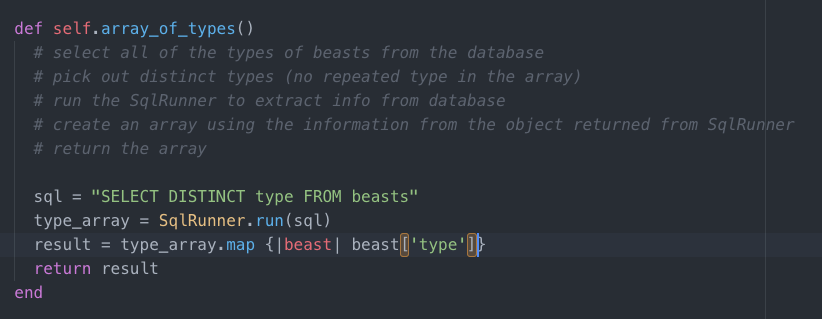 def self.array_of_types()
# select all of the types of beasts from the database
# pick out distinct types (no repeated type in the array)
# run the SqlRunner to extract info from database
# create an array using the information from the object returned from SqlRunner
# return the array
sql = "SELECT DISTINCT type FROM beasts"
type_array = SqlRunner.run(sql)
result = type_array.map {|beast| beast['type']}
return result
end